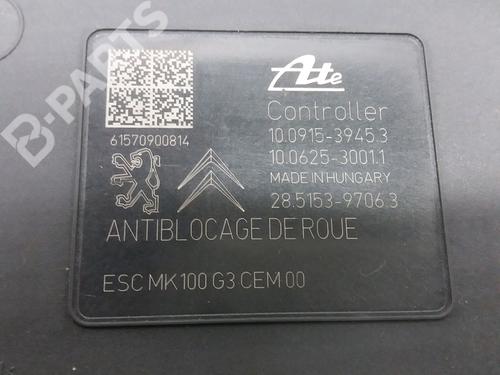 B-PARTS
Ate
Controller
61570900814
10.0915-3945.3
10.0625-3001.1
MADE IN HUNGARY
28.5153-9706.3
ANTIBLOCAGE DE ROUE
ESC MK100 G3 CEM 00